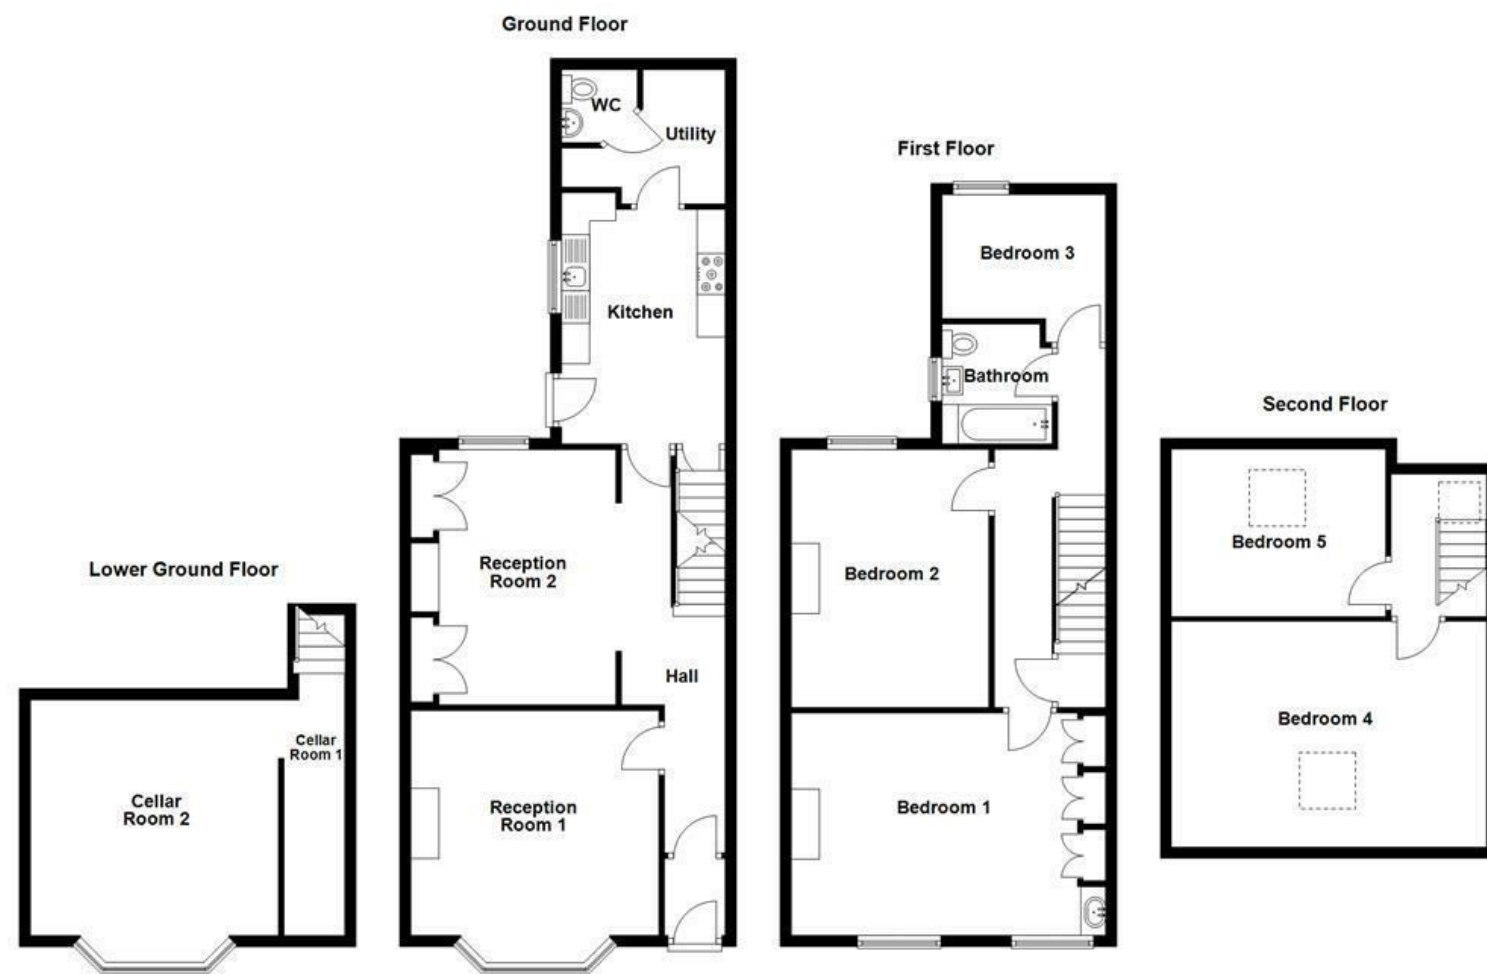 Ground Floor
WC
Utility
Kitchen
Reception
Room 2
Hall
Reception
Room 1
First Floor
Bedroom 3
Bathroom
Bedroom 2
Bedroom 1
Second Floor
Bedroom 5
Bedroom 4
Lower Ground Floor
Cellar
Room 1
Cellar
Room 2